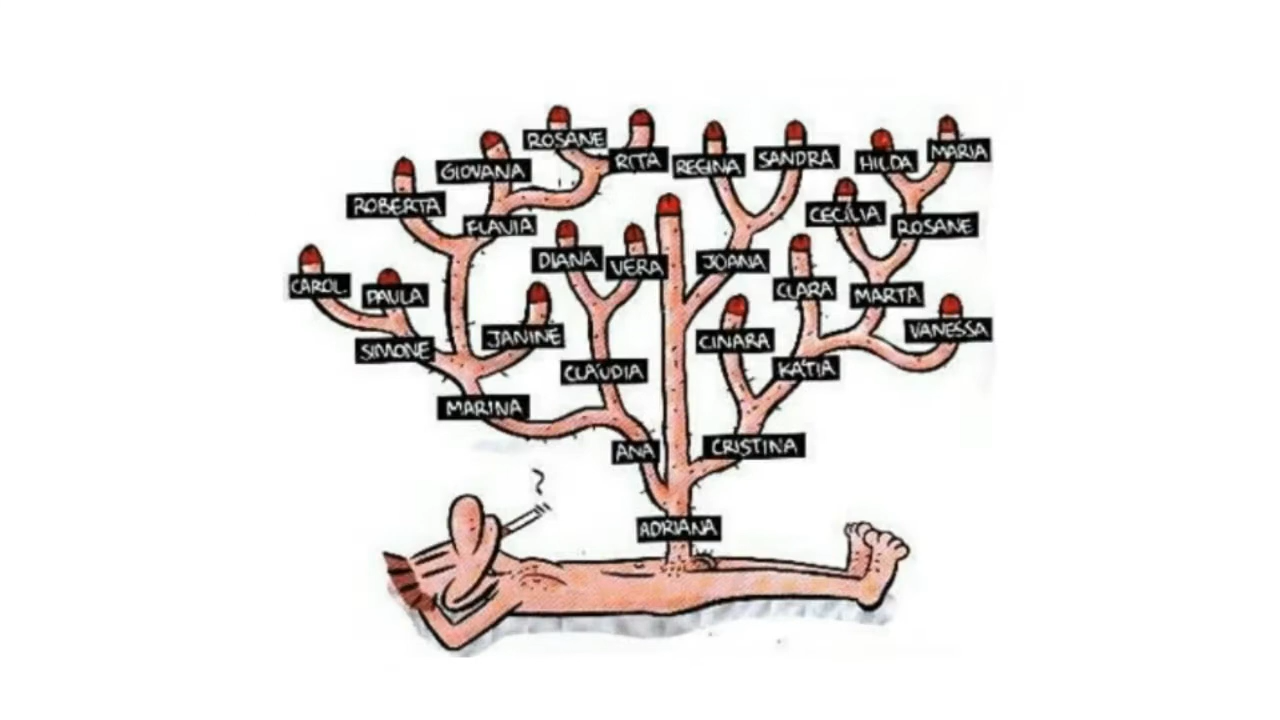 ROSANE
RITA
REGINA
SANDRA
HILDA
MARIA
GIOVANA
ROBERTA
FLAVIA
CECÍLIA
ROSANE
DIANA
VERA
JOANA
CAROL.
PAULA
CLARA
MARTA
VANESSA
SIMONE
JANINE
CINARA
KÁTIA
CLÁUDIA
MARINA
ANA
CRISTINA
ADRIANA